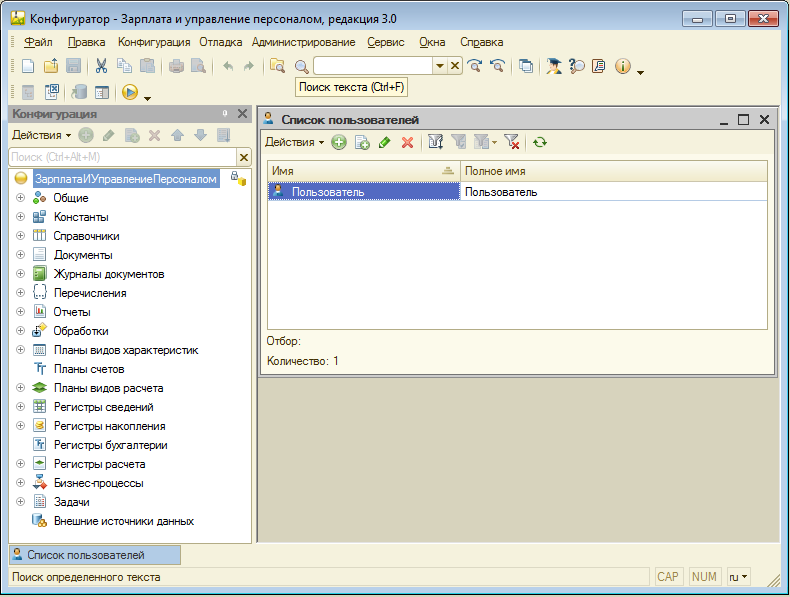 Конфигуратор - Зарплата и управление персоналом, редакция 3.0
Файл Правка Конфигурация Отладка Администрирование Сервис Окна Справка
Поиск текста (Ctrl+F)
Конфигурация
Действия
Поиск (Ctrl+Alt+M)
ЗарплатаИУправлениеПерсоналом
Общие
Константы
Справочники
Документы
Журналы документов
Перечисления
Отчеты
Обработки
Планы видов характеристик
Планы счетов
Планы видов расчета
Регистры сведений
Регистры накопления
Регистры бухгалтерии
Регистры расчета
Бизнес-процессы
Задачи
Внешние источники данных
Список пользователей
Действия
Имя Полное имя
Пользователь Пользователь
Отбор:
Количество: 1
Список пользователей
Поиск определенного текста CAP NUM ru